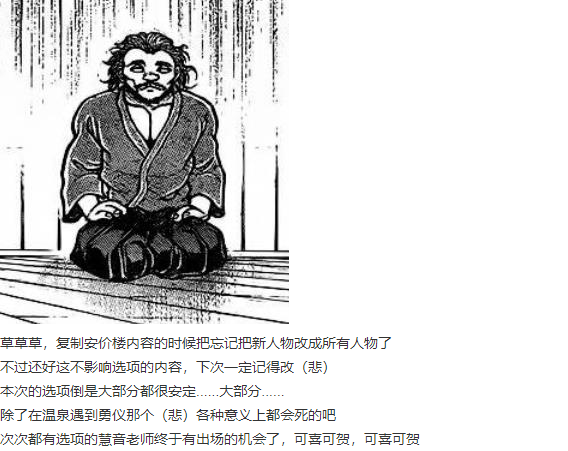 草草草，复制安价楼内容的时候把忘记把新人物改成所有人物了
不过还好这不影响选项的内容，下次一定记得改（悲）
本次的选项倒是大部分都很安定......大部分......
除了在温泉遇到勇仪那个（悲）各种意义上都会死的吧
次次都有选项的慧音老师终于有出场的机会了，可喜可贺，可喜可贺